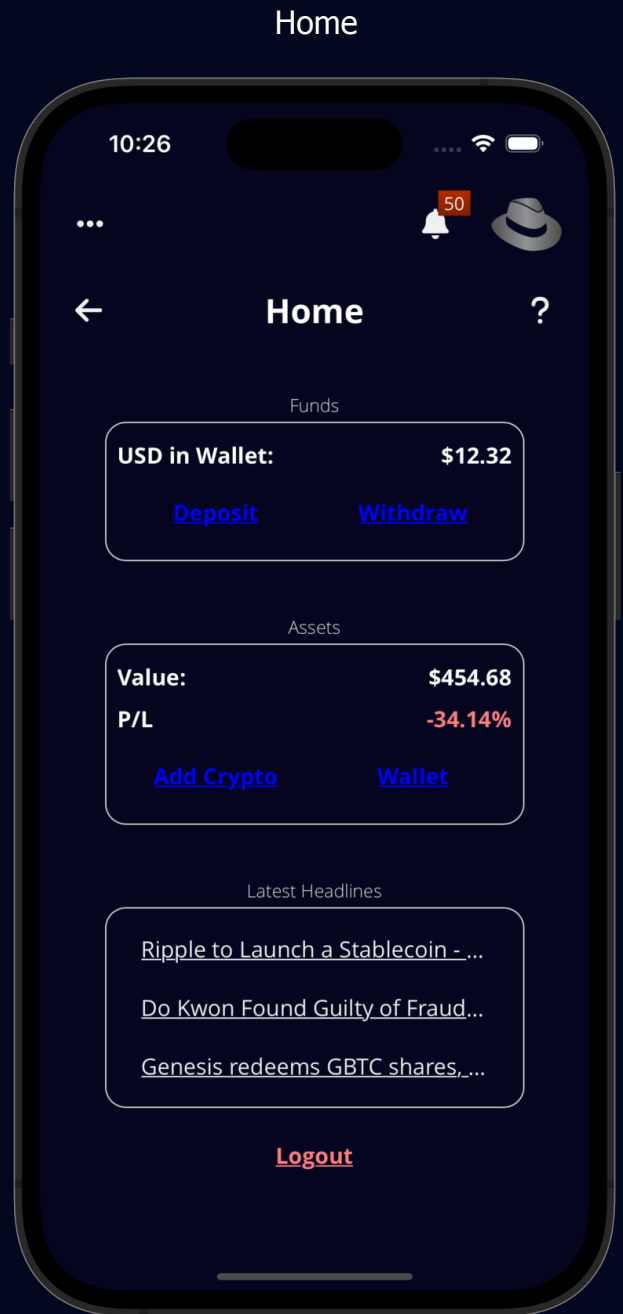 Home
10:26
50
Home
?
Funds
USD in Wallet: $12.32
Deposit Withdraw
Assets
Value: $454.68
P/L -34.14%
Add Crypto Wallet
Latest Headlines
Ripple to Launch a Stablecoin - ...
Do Kwon Found Guilty of Fraud...
Genesis redeems GBTC shares, ...
Logout